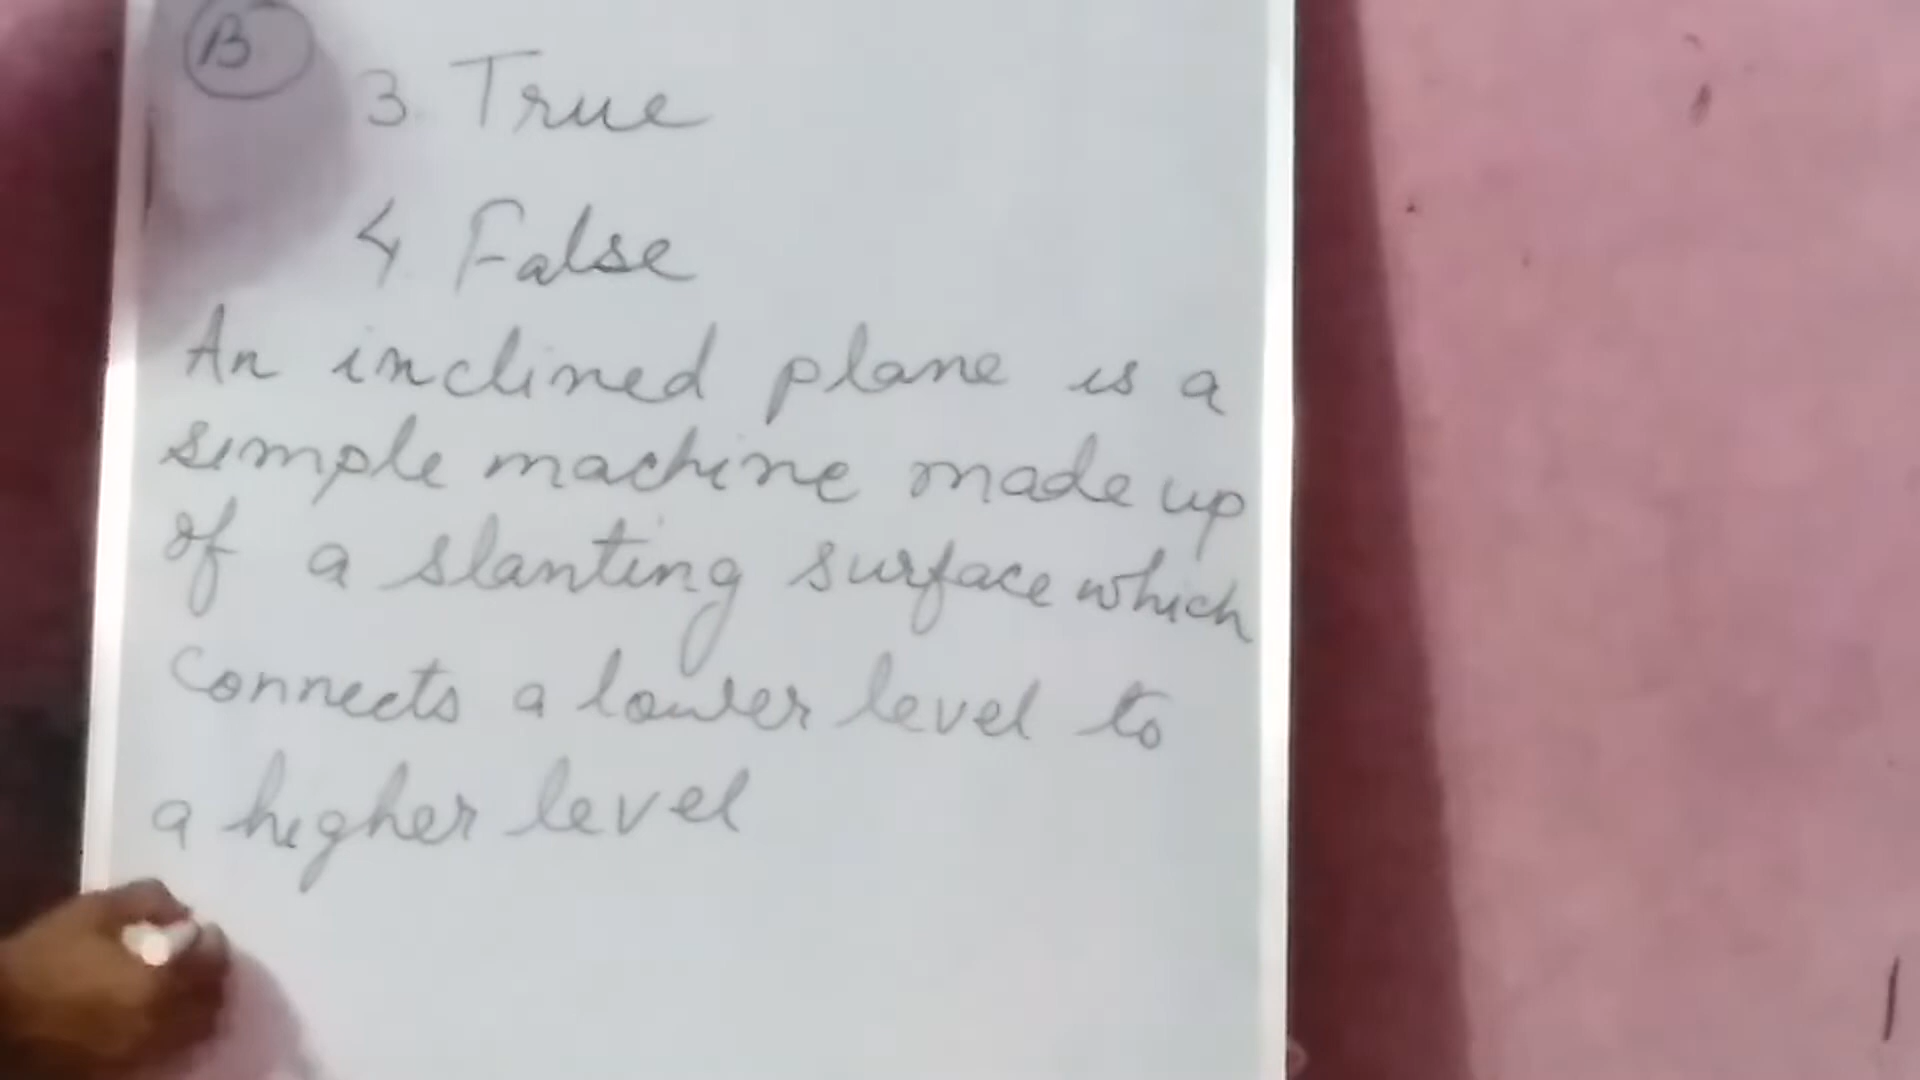 B
3. True
4. False
An inclined plane is a
simple machine made up
of a slanting surface which
connects a lower level to
a higher level